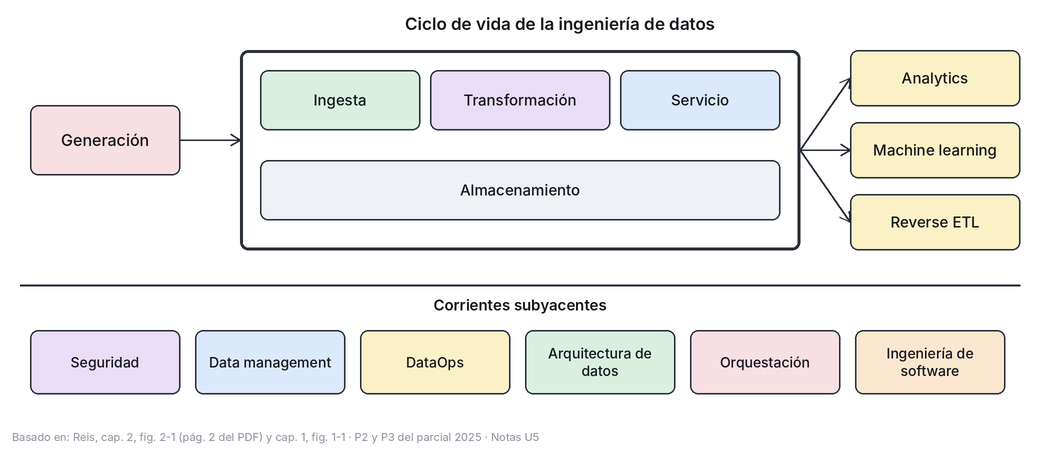 Ciclo de vida de la ingeniería de datos
Generación
Ingesta
Transformación
Servicio
Almacenamiento
Analytics
Machine learning
Reverse ETL
Corrientes subyacentes
Seguridad
Data management
DataOps
Arquitectura de
datos
Orquestación
Ingeniería de
software
Basado en: Reis, cap. 2, fig. 2-1 (pág. 2 del PDF) y cap. 1, fig. 1-1 · P2 y P3 del parcial 2025 · Notas U5